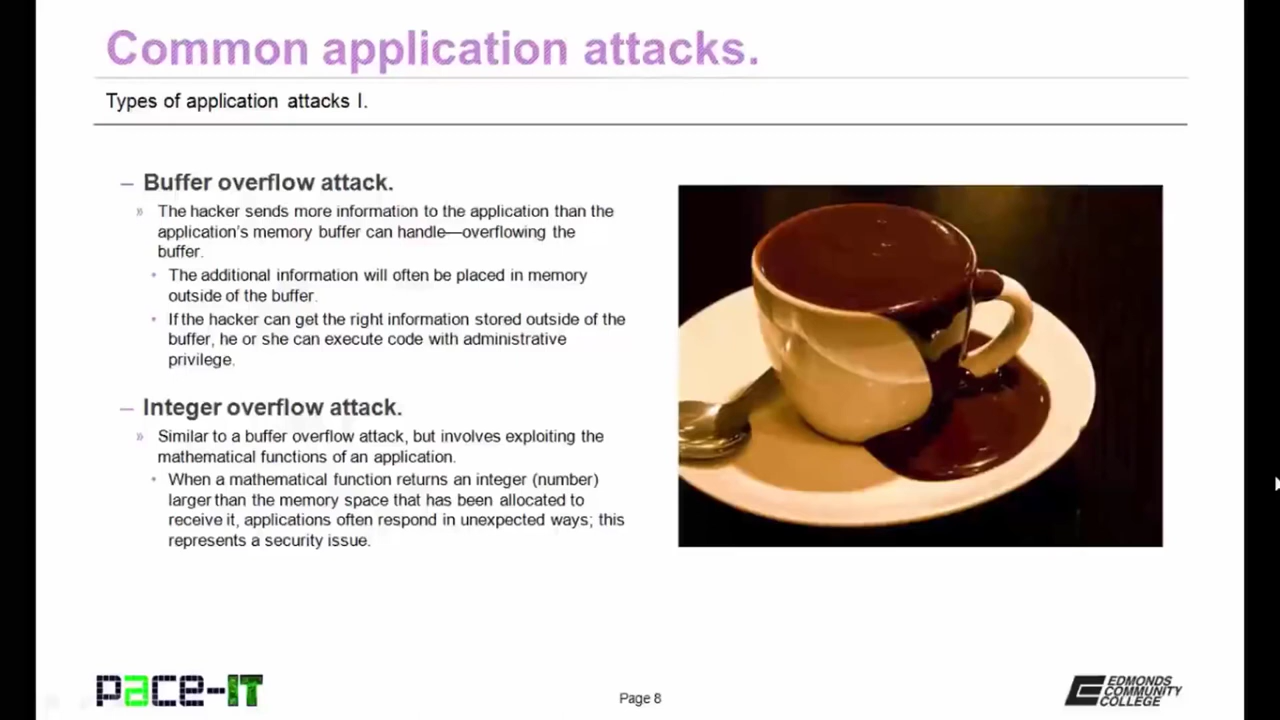 Common application attacks.
Types of application attacks I.
– Buffer overflow attack.
» The hacker sends more information to the application than the
application's memory buffer can handle—overflowing the
buffer.
• The additional information will often be placed in memory
outside of the buffer.
• If the hacker can get the right information stored outside of the
buffer, he or she can execute code with administrative
privilege.
– Integer overflow attack.
» Similar to a buffer overflow attack, but involves exploiting the
mathematical functions of an application.
• When a mathematical function returns an integer (number)
larger than the memory space that has been allocated to
receive it, applications often respond in unexpected ways; this
represents a security issue.
pace-IT
Page 8
EDMONDS
COMMUNITY
COLLEGE